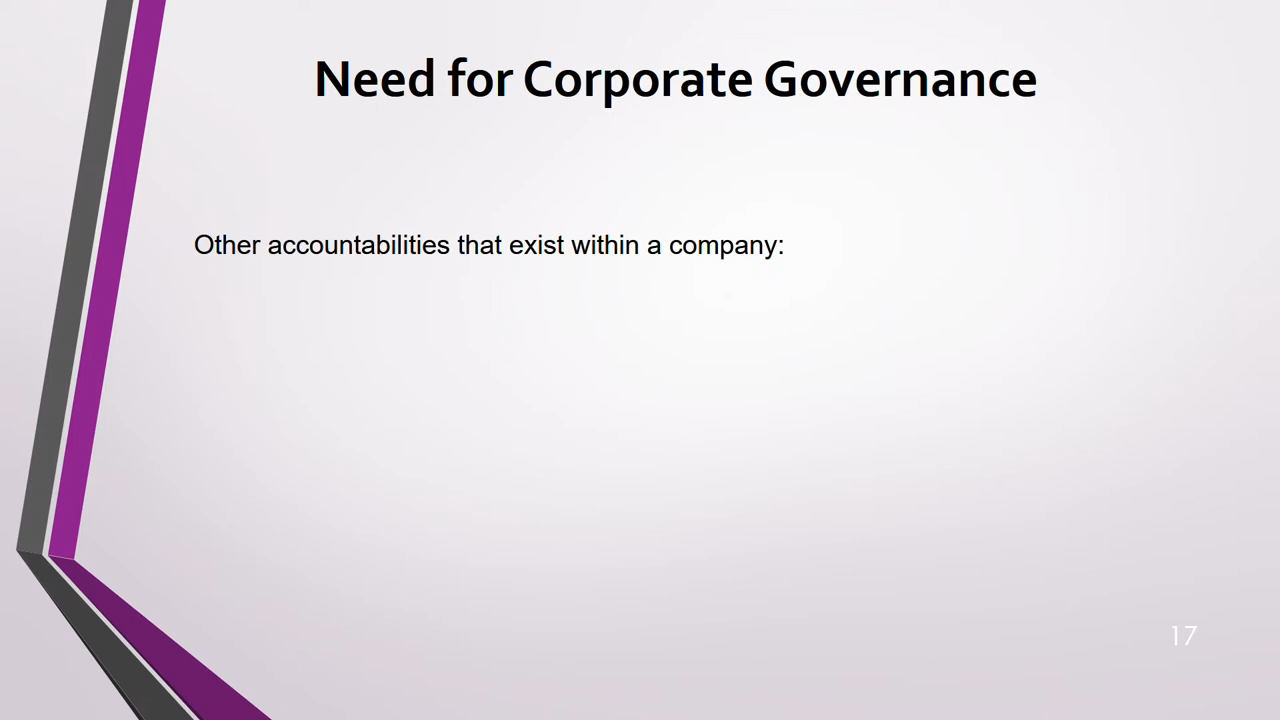 Need for Corporate Governance
Other accountabilities that exist within a company:
17